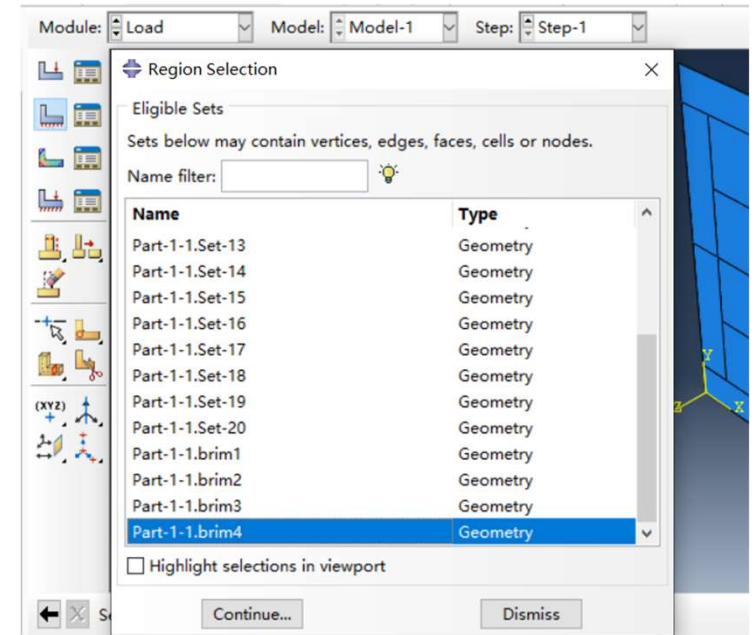 Module: Load Model: Model-1 Step: Step-1
Region Selection
Eligible Sets
Sets below may contain vertices, edges, faces, cells or nodes.
Name filter:
Name Type
Part-1-1.Set-13 Geometry
Part-1-1.Set-14 Geometry
Part-1-1.Set-15 Geometry
Part-1-1.Set-16 Geometry
Part-1-1.Set-17 Geometry
Part-1-1.Set-18 Geometry
Part-1-1.Set-19 Geometry
Part-1-1.Set-20 Geometry
Part-1-1.brim1 Geometry
Part-1-1.brim2 Geometry
Part-1-1.brim3 Geometry
Part-1-1.brim4 Geometry
Highlight selections in viewport
Continue... Dismiss
(XYZ)
Y
Z X